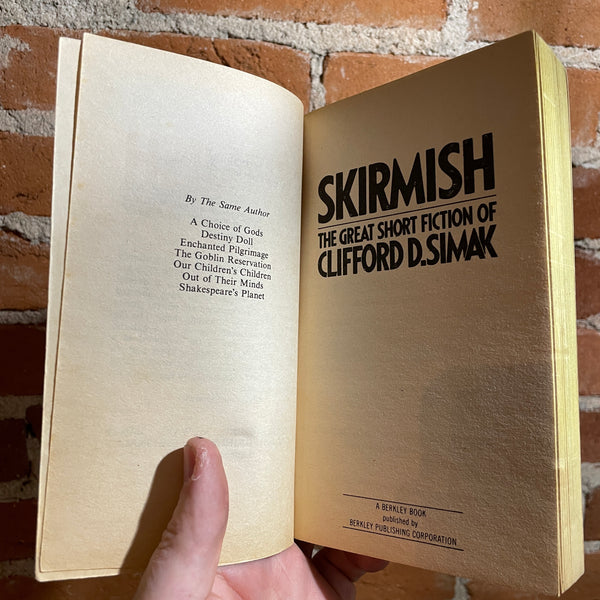 By The Same Author
A Choice of Gods
Destiny Doll
Enchanted Pilgrimage
The Goblin Reservation
Our Children's Children
Out of Their Minds
Shakespeare's Planet
SKIRMISH
THE GREAT SHORT FICTION OF
CLIFFORD D. SIMAK
A BERKLEY BOOK
published by
BERKLEY PUBLISHING CORPORATION